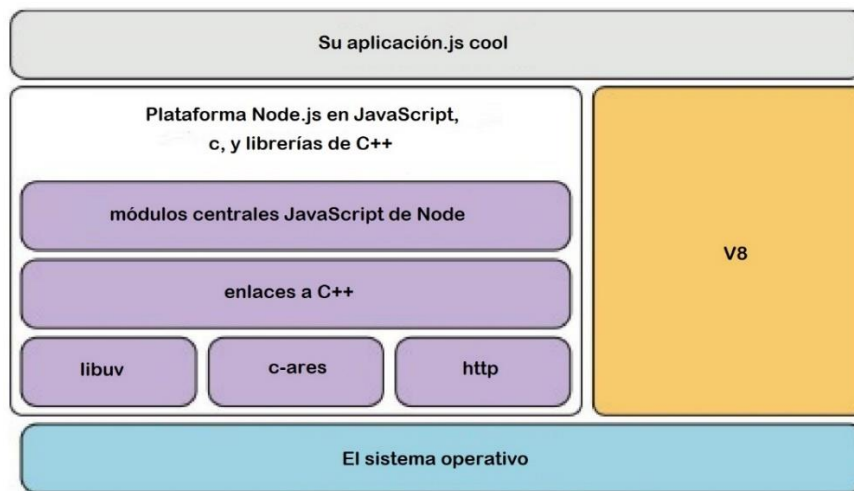 Su aplicación.js cool
Plataforma Node.js en JavaScript,
c, y librerías de C++
módulos centrales JavaScript de Node
enlaces a C++
libuv
c-ares
http
V8
El sistema operativo